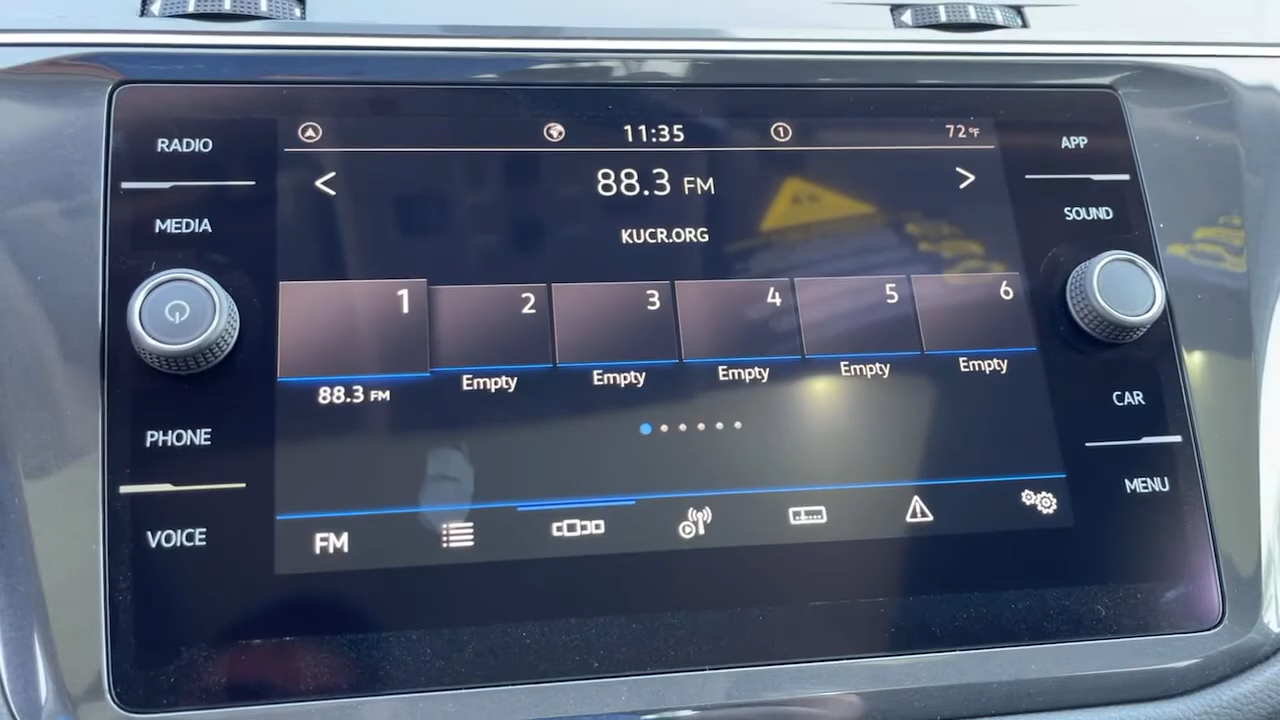 RADIO
MEDIA
PHONE
VOICE
11:35
1
72°F
< 88.3 FM >
KUCR.ORG
1 2 3 4 5 6
88.3 FM Empty Empty Empty Empty Empty
FM
APP
SOUND
CAR
MENU